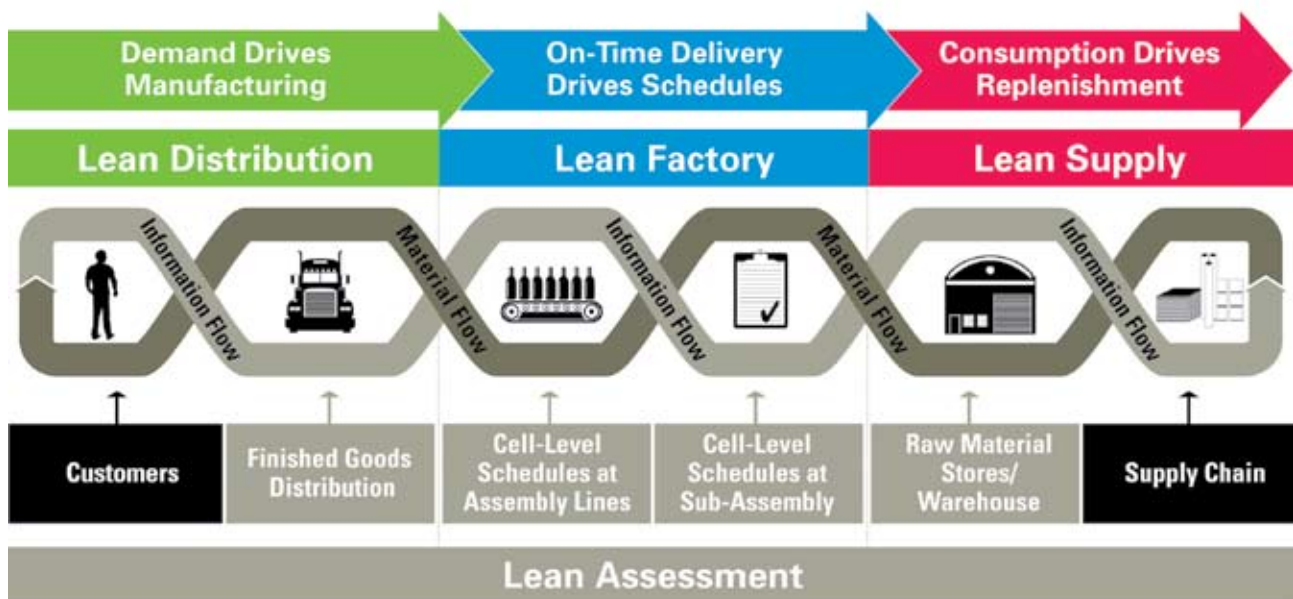 Demand Drives
Manufacturing
On-Time Delivery
Drives Schedules
Consumption Drives
Replenishment
Lean Distribution
Lean Factory
Lean Supply
Information Flow
Material Flow
Information Flow
Material Flow
Information Flow
Customers
Finished Goods
Distribution
Cell-Level
Schedules at
Assembly Lines
Cell-Level
Schedules at
Sub-Assembly
Raw Material
Stores/
Warehouse
Supply Chain
Lean Assessment